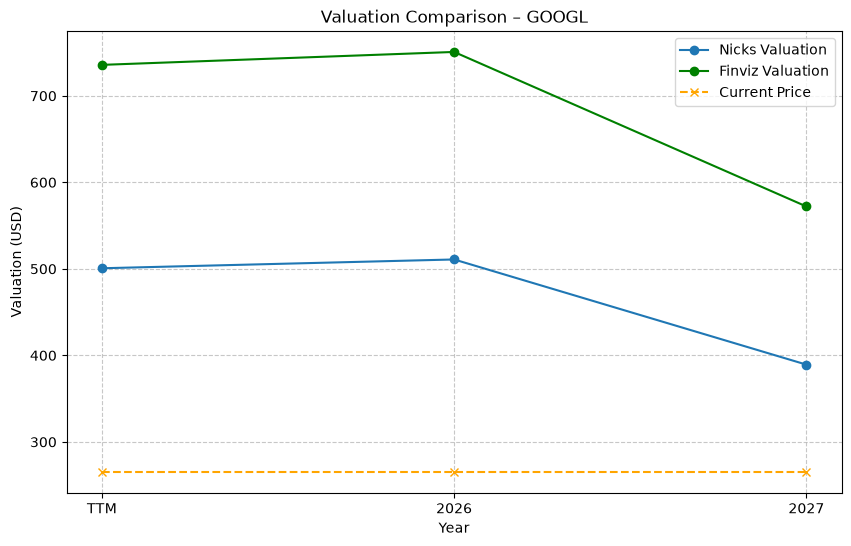 Valuation Comparison – GOOGL
Nicks Valuation
Finviz Valuation
Current Price
Valuation (USD)
700
600
500
400
300
TTM
2026
2027
Year